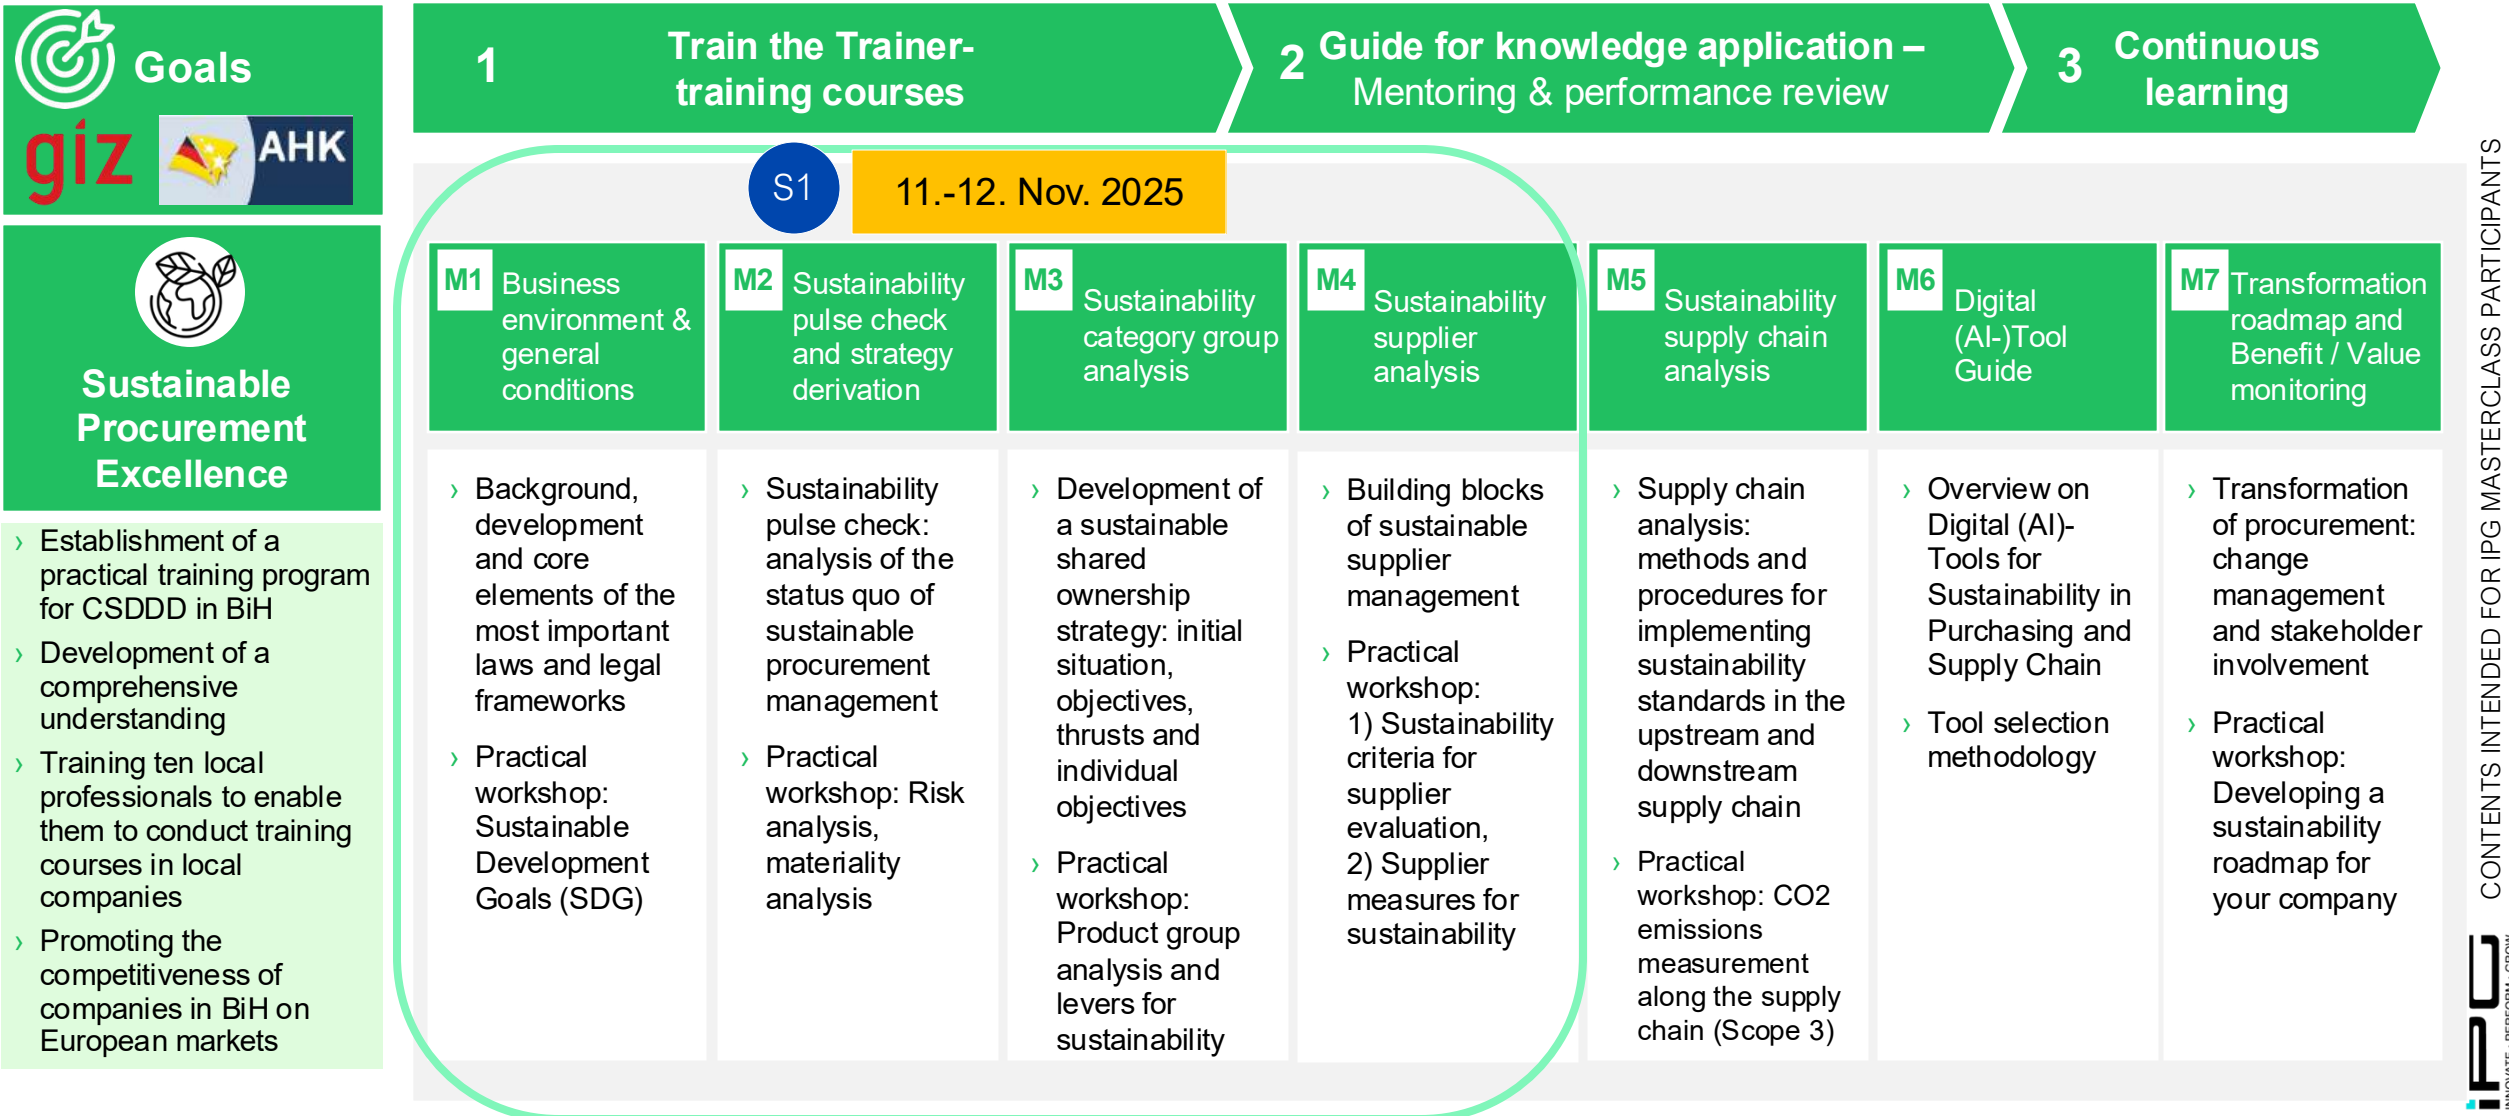 Goals
giz
AHK
Sustainable
Procurement
Excellence
› Establishment of a
practical training program
for CSDDD in BiH
› Development of a
comprehensive
understanding
› Training ten local
professionals to enable
them to conduct training
courses in local
companies
› Promoting the
competitiveness of
companies in BiH on
European markets
1
Train the Trainer-
training courses
2
Guide for knowledge application –
Mentoring & performance review
3
Continuous
learning
S1
11.-12. Nov. 2025
M1
Business
environment &
general
conditions
› Background,
development
and core
elements of the
most important
laws and legal
frameworks
› Practical
workshop:
Sustainable
Development
Goals (SDG)
M2
Sustainability
pulse check
and strategy
derivation
› Sustainability
pulse check:
analysis of the
status quo of
sustainable
procurement
management
› Practical
workshop: Risk
analysis,
materiality
analysis
M3
Sustainability
category group
analysis
› Development of
a sustainable
shared
ownership
strategy: initial
situation,
objectives,
thrusts and
individual
objectives
› Practical
workshop:
Product group
analysis and
levers for
sustainability
M4
Sustainability
supplier
analysis
› Building blocks
of sustainable
supplier
management
› Practical
workshop:
1) Sustainability
criteria for
supplier
evaluation,
2) Supplier
measures for
sustainability
M5
Sustainability
supply chain
analysis
› Supply chain
analysis:
methods and
procedures for
implementing
sustainability
standards in the
upstream and
downstream
supply chain
› Practical
workshop: CO2
emissions
measurement
along the supply
chain (Scope 3)
M6
Digital
(AI-)Tool
Guide
› Overview on
Digital (AI)-
Tools for
Sustainability in
Purchasing and
Supply Chain
› Tool selection
methodology
M7
Transformation
roadmap and
Benefit / Value
monitoring
› Transformation
of procurement:
change
management
and stakeholder
involvement
› Practical
workshop:
Developing a
sustainability
roadmap for
your company
CONTENTS INTENDED FOR IPG MASTERCLASS PARTICIPANTS
iPG
INNOVATE · PERFORM · GROW